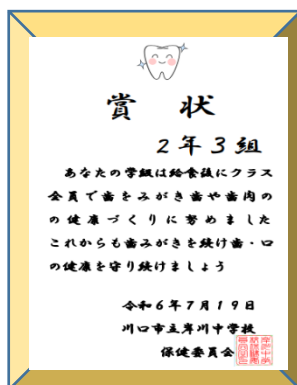 賞 状
2年3組
あなたの学級は給食後にクラス
全員で歯をみがき歯や歯肉の
の健康づくりに努めました
これからも歯みがきを続け歯・口
の健康を守り続けましょう
令和6年7月19日
川口市立岸川中学校
保健委員会